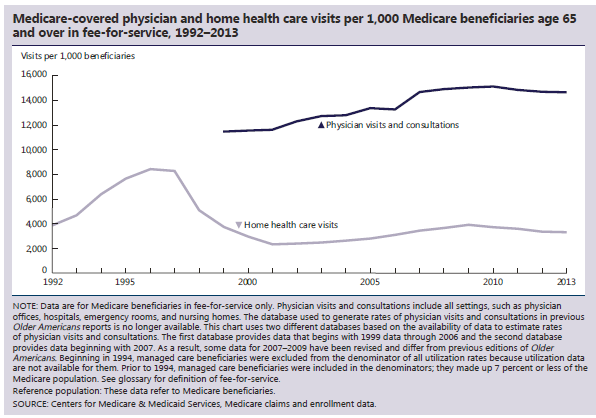 Medicare-covered physician and home health care visits per 1,000 Medicare beneficiaries age 65
and over in fee-for-service, 1992–2013
Visits per 1,000 beneficiaries
16,000
14,000
12,000
10,000
8,000
6,000
4,000
2,000
0
▲Physician visits and consultations
▼Home health care visits
1992 1995 2000 2005 2010 2013
NOTE: Data are for Medicare beneficiaries in fee-for-service only. Physician visits and consultations include all settings, such as physician
offices, hospitals, emergency rooms, and nursing homes. The database used to generate rates of physician visits and consultations in previous
Older Americans reports is no longer available. This chart uses two different databases based on the availability of data to estimate rates
of physician visits and consultations. The first database provides data that begins with 1999 data through 2006 and the second database
provides data beginning with 2007. As a result, some data for 2007–2009 have been revised and differ from previous editions of Older
Americans. Beginning in 1994, managed care beneficiaries were excluded from the denominator of all utilization rates because utilization data
are not available for them. Prior to 1994, managed care beneficiaries were included in the denominators; they made up 7 percent or less of the
Medicare population. See glossary for definition of fee-for-service.
Reference population: These data refer to Medicare beneficiaries.
SOURCE: Centers for Medicare & Medicaid Services, Medicare claims and enrollment data.